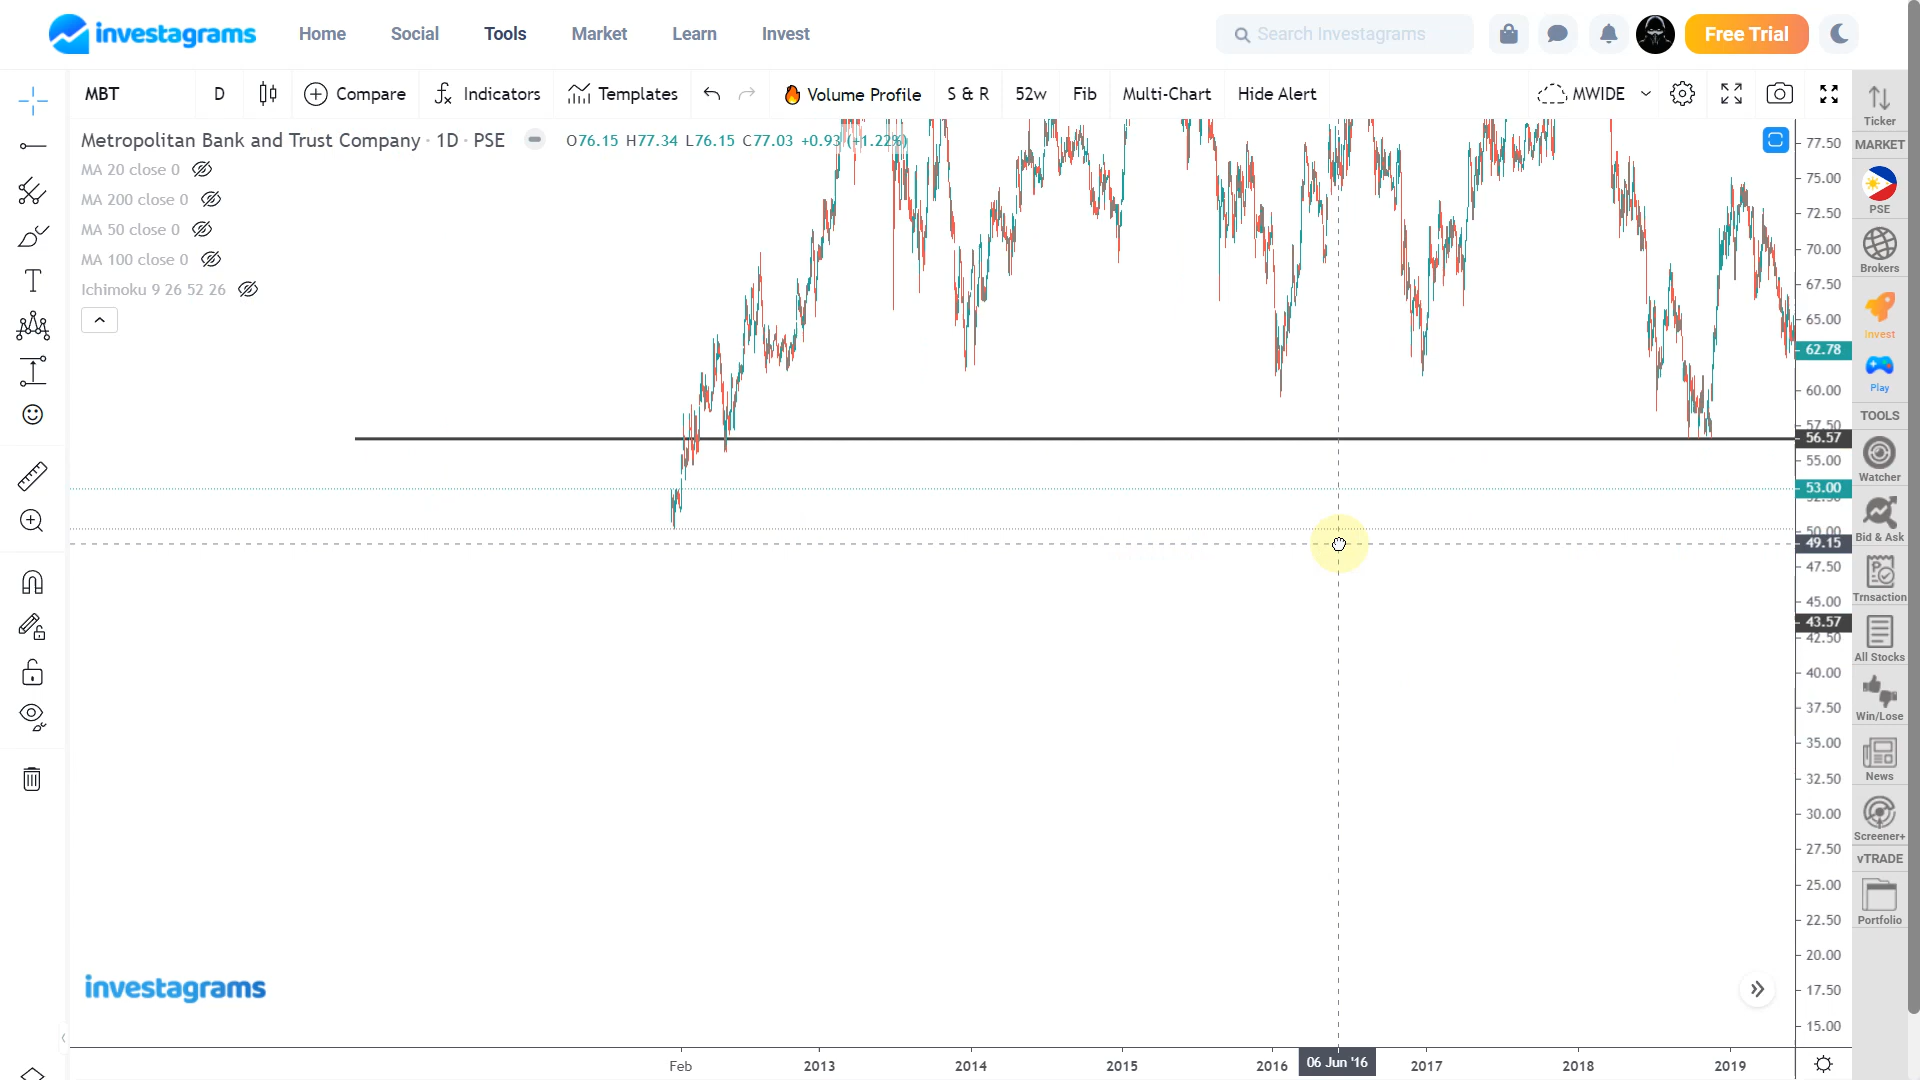 investagrams
Home
Social
Tools
Market
Learn
Invest
Search Investagrams
Free Trial
MBT
D
Compare
Indicators
Templates
Volume Profile
S & R
52w
Fib
Multi-Chart
Hide Alert
MWIDE
Metropolitan Bank and Trust Company · 1D · PSE
O76.15 H77.34 L76.15 C77.03 +0.93 (+1.22%)
MA 20 close 0
MA 200 close 0
MA 50 close 0
MA 100 close 0
Ichimoku 9 26 52 26
77.50
75.00
72.50
70.00
67.50
65.00
62.78
60.00
57.50
56.57
55.00
53.00
52.50
50.00
49.15
47.50
45.00
43.57
42.50
40.00
37.50
35.00
32.50
30.00
27.50
25.00
22.50
20.00
17.50
15.00
Ticker
MARKET
PSE
Brokers
Invest
Play
TOOLS
Watcher
Bid & Ask
Trnsaction
All Stocks
Win/Lose
News
Screener+
vTRADE
Portfolio
investagrams
Feb
2013
2014
2015
2016
06 Jun '16
2017
2018
2019